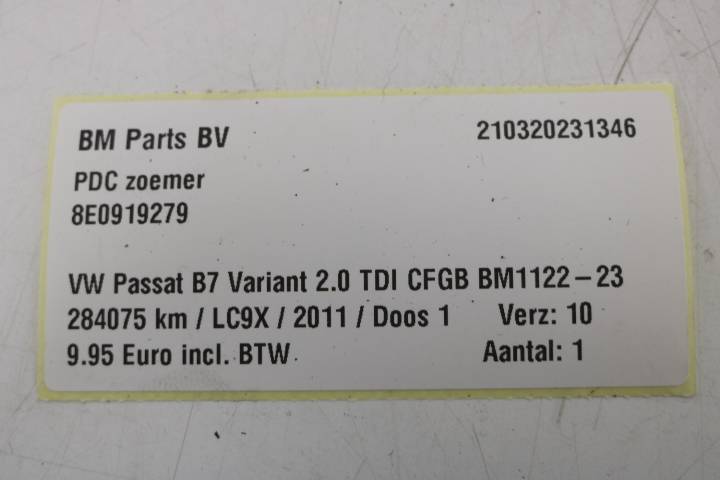 BM Parts BV 210320231346
PDC zoemer
8E0919279
VW Passat B7 Variant 2.0 TDI CFGB BM1122-23
284075 km / LC9X / 2011 / Doos 1 Verz: 10
9.95 Euro incl. BTW Aantal: 1